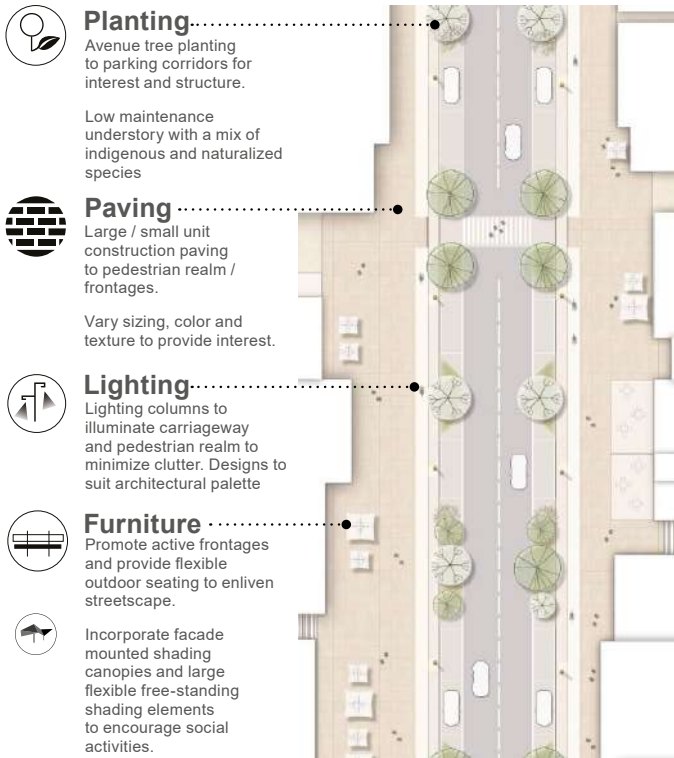 Planting
Avenue tree planting
to parking corridors for
interest and structure.
Low maintenance
understory with a mix of
indigenous and naturalized
species
Paving
Large / small unit
construction paving
to pedestrian realm /
frontages.
Vary sizing, color and
texture to provide interest.
Lighting
Lighting columns to
illuminate carriageway
and pedestrian realm to
minimize clutter. Designs to
suit architectural palette
Furniture
Promote active frontages
and provide flexible
outdoor seating to enliven
streetscape.
Incorporate facade
mounted shading
canopies and large
flexible free-standing
shading elements
to encourage social
activities.